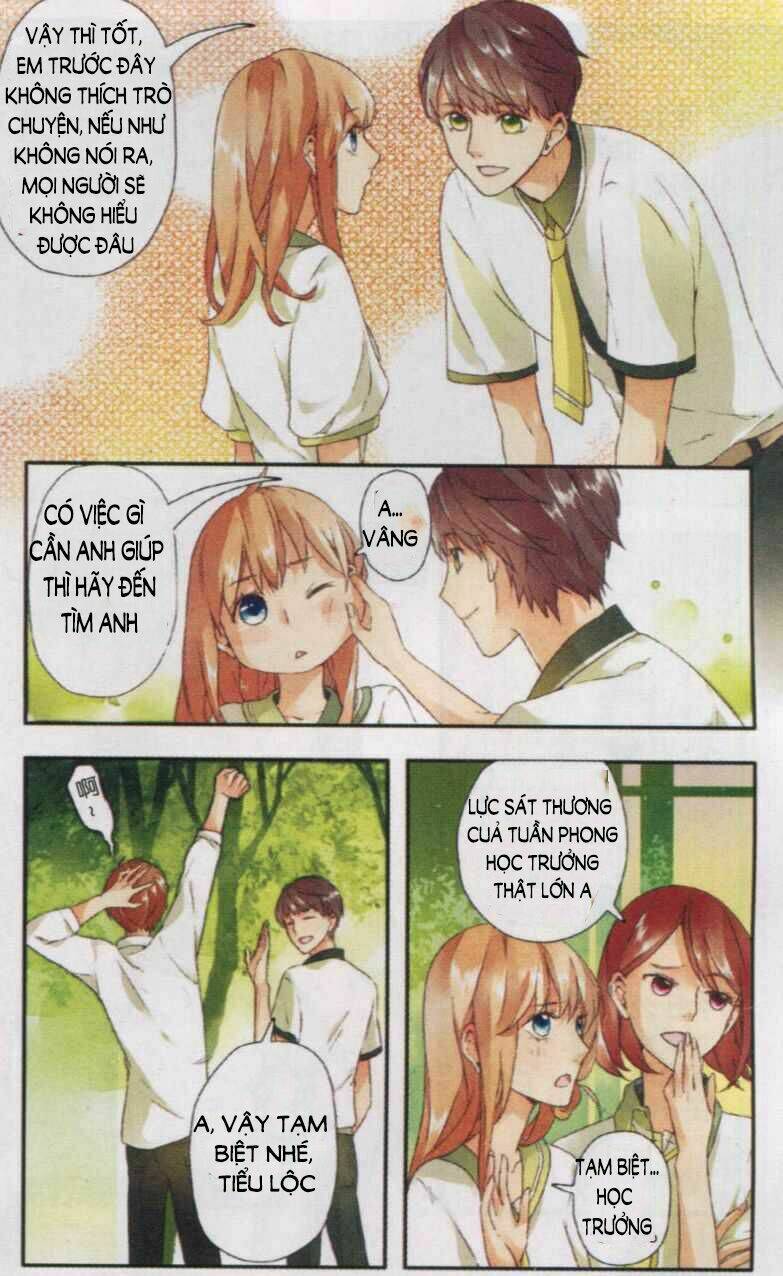 VẬY THÌ TỐT,
EM TRƯỚC ĐÂY
KHÔNG THÍCH TRÒ
CHUYỆN, NẾU NHƯ
KHÔNG NÓI RA,
MỌI NGƯỜI SẼ
KHÔNG HIỂU
ĐƯỢC ĐÂU
CÓ VIỆC GÌ
CẦN ANH GIÚP
THÌ HÃY ĐẾN
TÌM ANH
A...
VÂNG
啊~
A, VẬY TẠM
BIỆT NHÉ,
TIỂU LỘC
LỰC SÁT THƯƠNG
CUẢ TUẤN PHONG
HỌC TRƯỞNG
THẬT LỚN A
TẠM BIỆT...
HỌC
TRƯỞNG